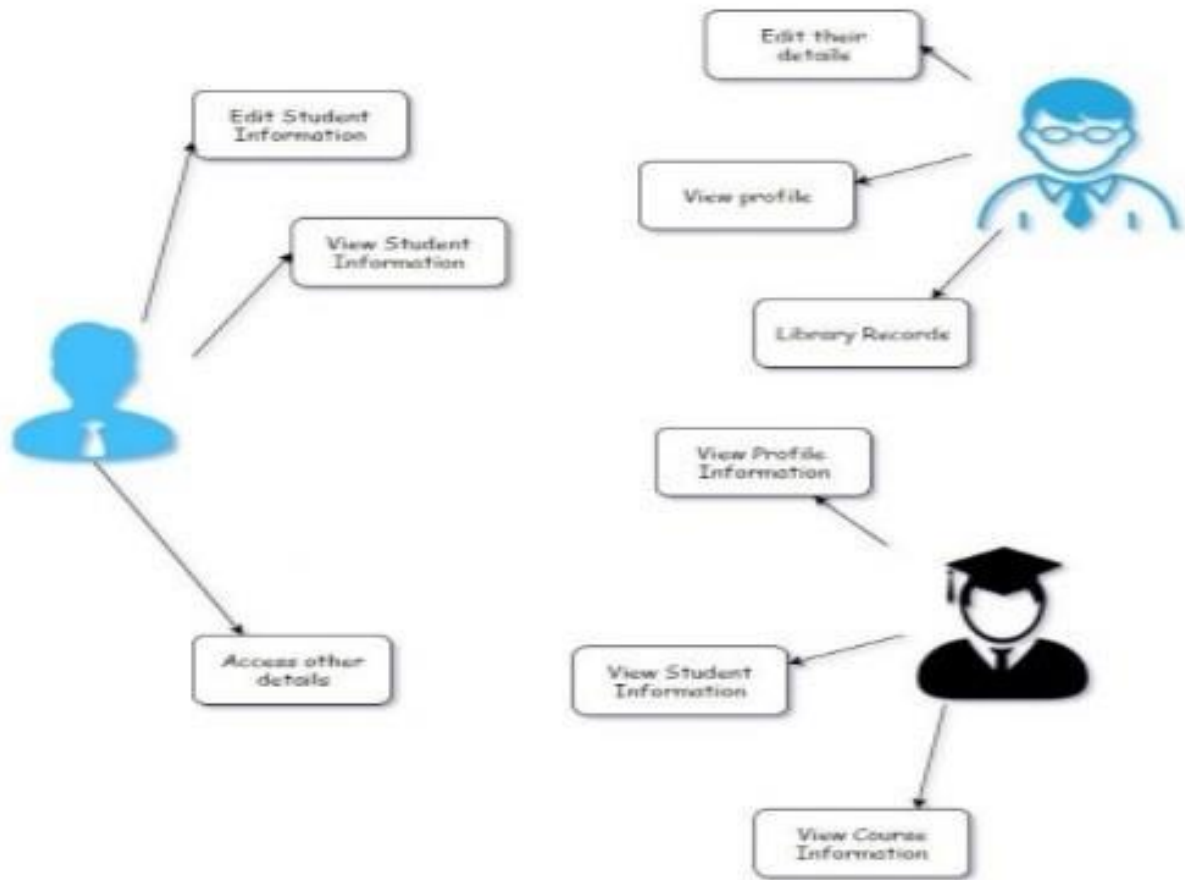 Edit their
details
Edit Student
Information
View profile
View Student
Information
Library Records
View Profile
Information
Access other
details
View Student
Information
View Course
Information